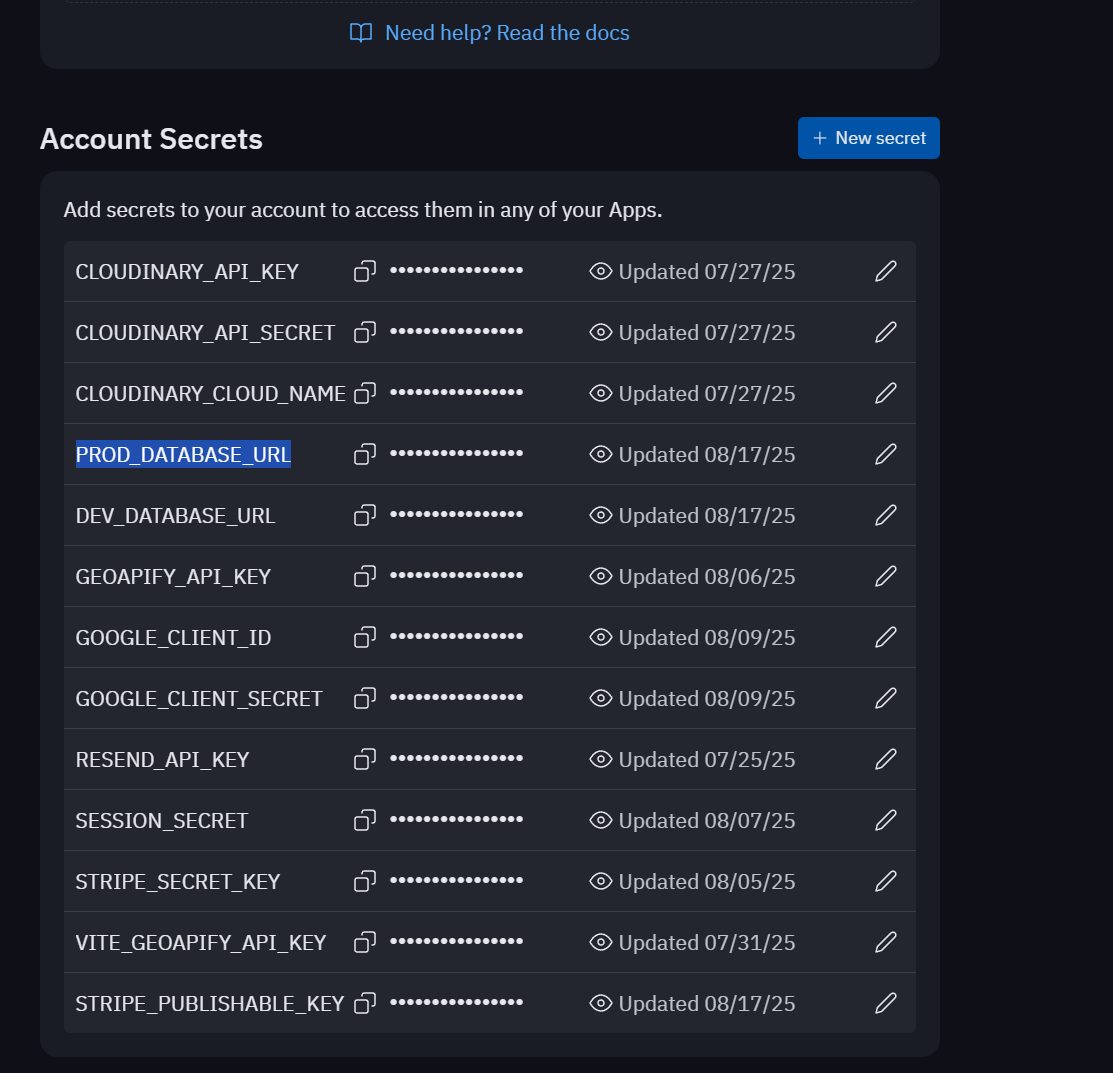 Need help? Read the docs
Account Secrets
+ New secret
Add secrets to your account to access them in any of your Apps.
CLOUDINARY_API_KEY •••••••••••••••• Updated 07/27/25
CLOUDINARY_API_SECRET •••••••••••••••• Updated 07/27/25
CLOUDINARY_CLOUD_NAME •••••••••••••••• Updated 07/27/25
PROD_DATABASE_URL •••••••••••••••• Updated 08/17/25
DEV_DATABASE_URL •••••••••••••••• Updated 08/17/25
GEOAPIFY_API_KEY •••••••••••••••• Updated 08/06/25
GOOGLE_CLIENT_ID •••••••••••••••• Updated 08/09/25
GOOGLE_CLIENT_SECRET •••••••••••••••• Updated 08/09/25
RESEND_API_KEY •••••••••••••••• Updated 07/25/25
SESSION_SECRET •••••••••••••••• Updated 08/07/25
STRIPE_SECRET_KEY •••••••••••••••• Updated 08/05/25
VITE_GEOAPIFY_API_KEY •••••••••••••••• Updated 07/31/25
STRIPE_PUBLISHABLE_KEY •••••••••••••••• Updated 08/17/25